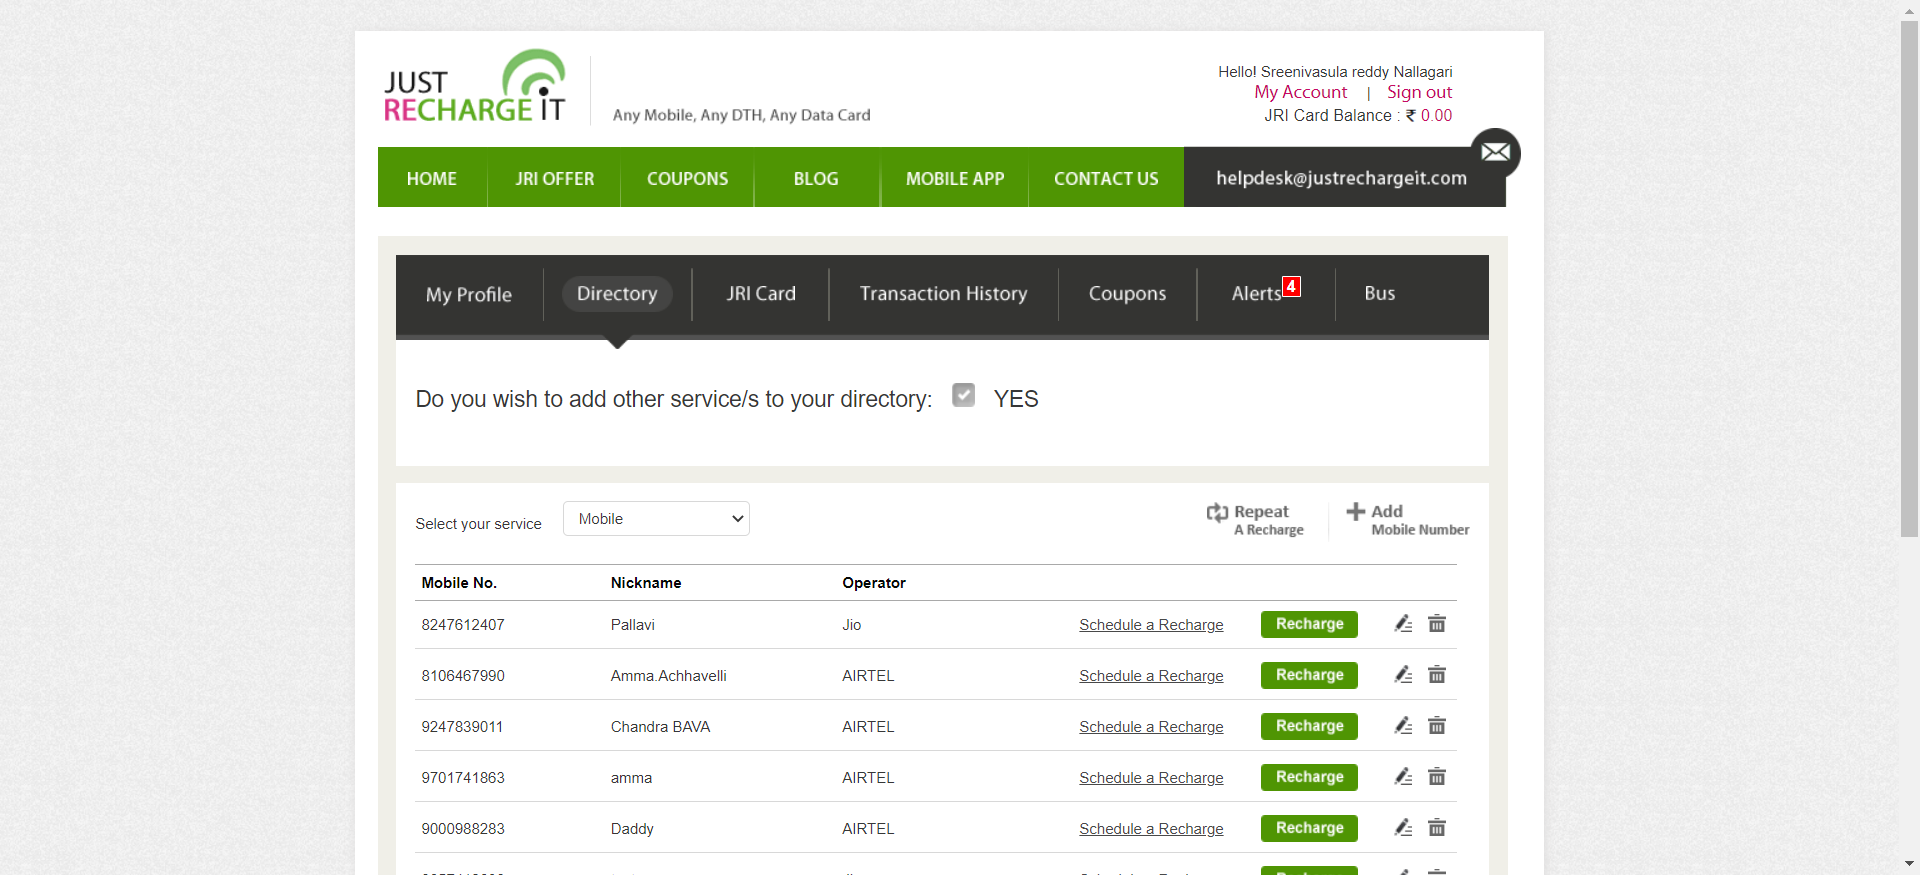 JUST
RECHARGE IT
Any Mobile, Any DTH, Any Data Card
Hello! Sreenivasula reddy Nallagari
My Account | Sign out
JRI Card Balance : ₹ 0.00
HOME JRI OFFER COUPONS BLOG MOBILE APP CONTACT US helpdesk@justrechargeit.com
My Profile Directory JRI Card Transaction History Coupons Alerts 4 Bus
Do you wish to add other service/s to your directory: YES
Select your service Mobile
Repeat
A Recharge
Add
Mobile Number
Mobile No. Nickname Operator
8247612407 Pallavi Jio Schedule a Recharge Recharge
8106467990 Amma.Achhavelli AIRTEL Schedule a Recharge Recharge
9247839011 Chandra BAVA AIRTEL Schedule a Recharge Recharge
9701741863 amma AIRTEL Schedule a Recharge Recharge
9000988283 Daddy AIRTEL Schedule a Recharge Recharge